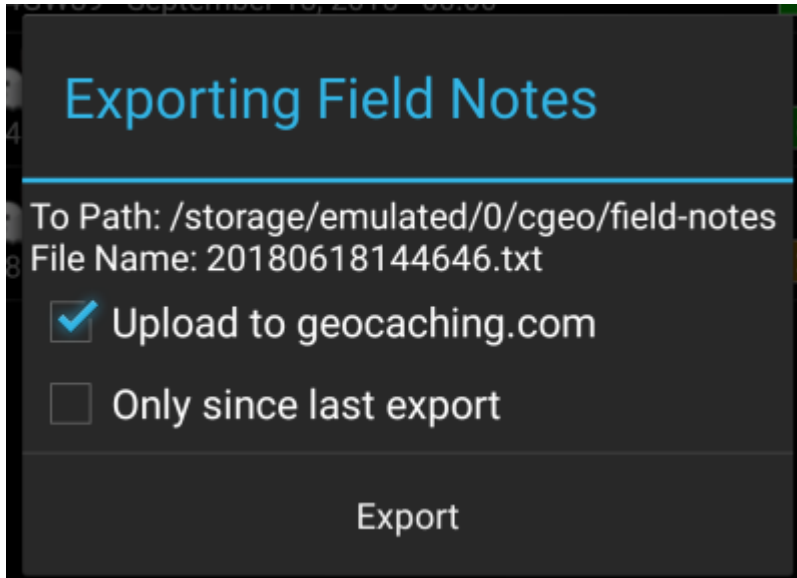 Exporting Field Notes
To Path: /storage/emulated/0/cgeo/field-notes
File Name: 20180618144646.txt
Upload to geocaching.com
Only since last export
Export